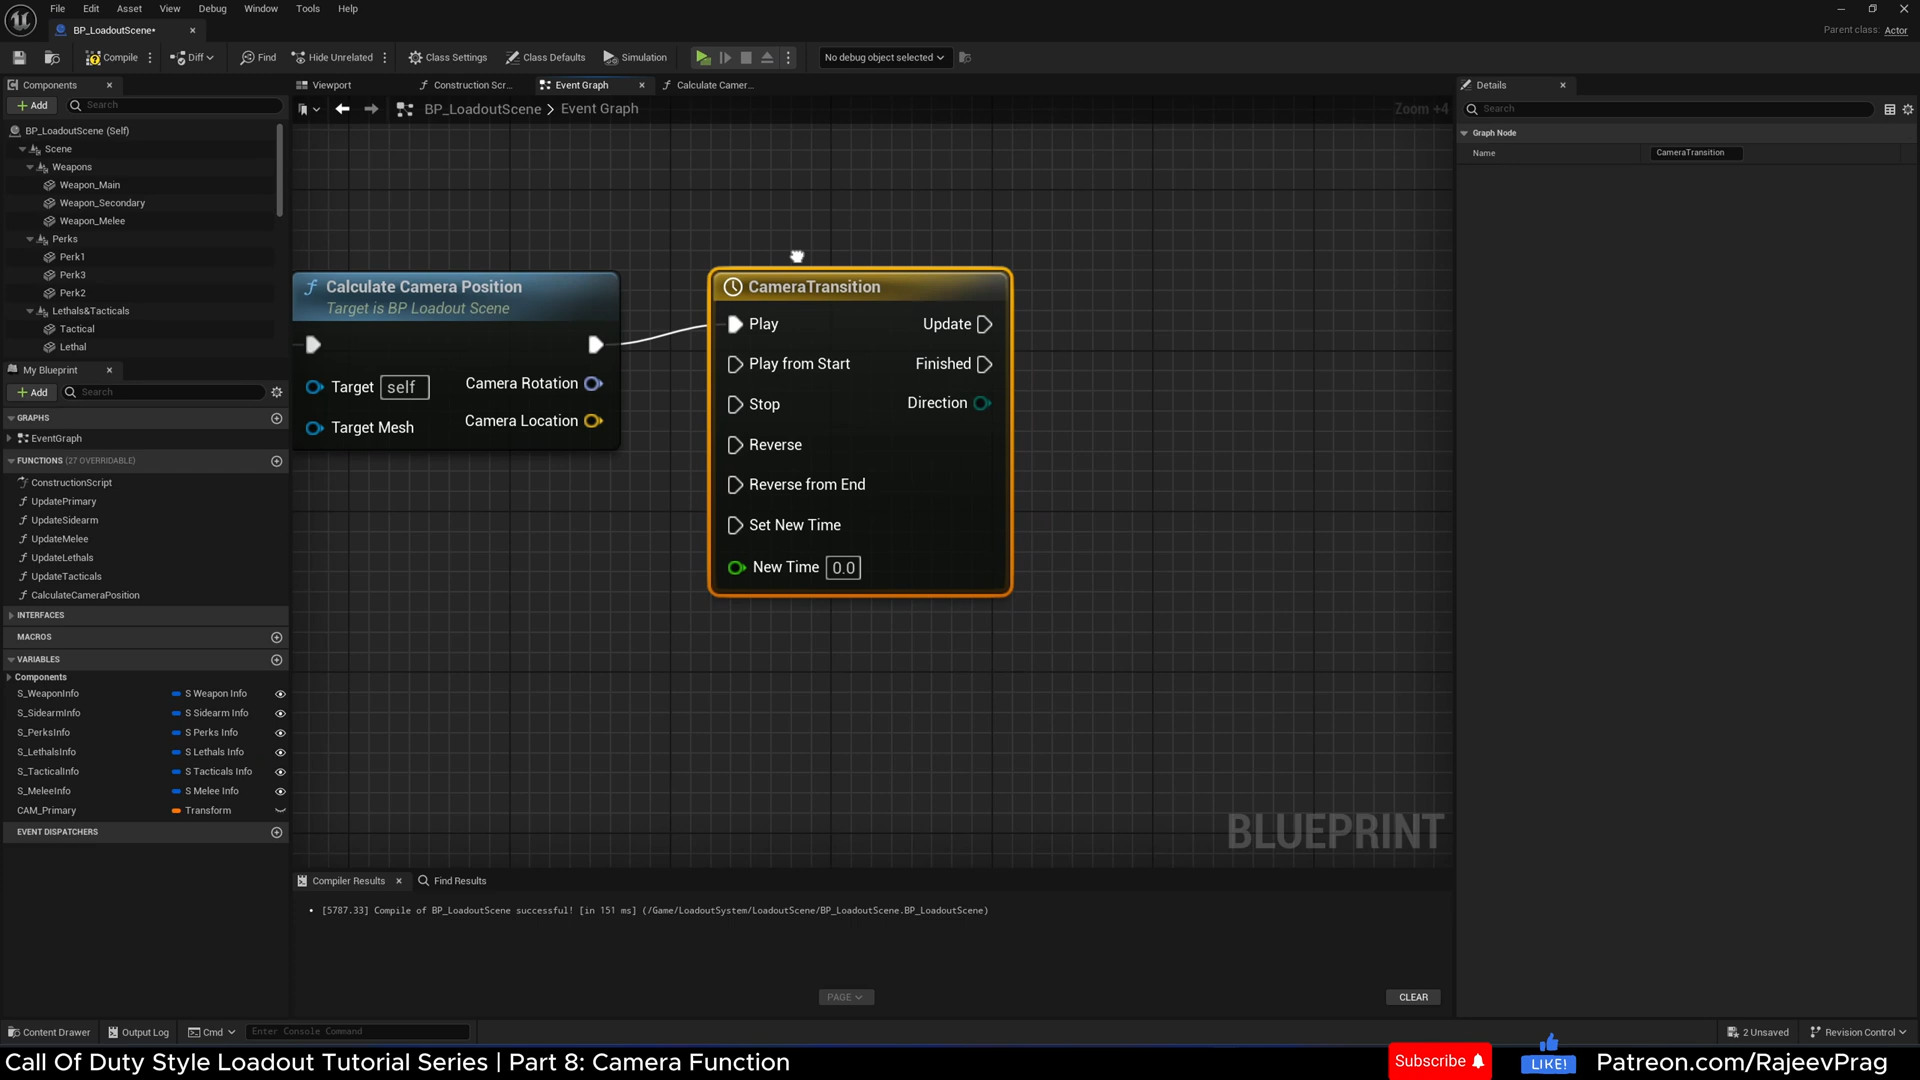 File Edit Asset View Debug Window Tools Help
BP_LoadoutScene*
Parent class: Actor
Compile Diff Find Hide Unrelated Class Settings Class Defaults Simulation No debug object selected
Components
Viewport Construction Scr... Event Graph Calculate Camer...
Details
Add Search
BP_LoadoutScene > Event Graph
Zoom +4
Search
BP_LoadoutScene (Self)
Scene
Weapons
Weapon_Main
Weapon_Secondary
Weapon_Melee
Perks
Perk1
Perk3
Perk2
Lethals&Tacticals
Tactical
Lethal
Graph Node
Name CameraTransition
My Blueprint
Add Search
GRAPHS
EventGraph
FUNCTIONS (27 OVERRIDABLE)
ConstructionScript
UpdatePrimary
UpdateSidearm
UpdateMelee
UpdateLethals
UpdateTacticals
CalculateCameraPosition
INTERFACES
MACROS
VARIABLES
Components
S_WeaponInfo S Weapon Info
S_SidearmInfo S Sidearm Info
S_PerksInfo S Perks Info
S_LethalsInfo S Lethals Info
S_TacticalInfo S Tacticals Info
S_MeleeInfo S Melee Info
CAM_Primary Transform
EVENT DISPATCHERS
f Calculate Camera Position
Target is BP Loadout Scene
Target self Camera Rotation
Target Mesh Camera Location
CameraTransition
Play Update
Play from Start Finished
Stop Direction
Reverse
Reverse from End
Set New Time
New Time 0.0
BLUEPRINT
Compiler Results Find Results
[5787.33] Compile of BP_LoadoutScene successful! [in 151 ms] (/Game/LoadoutSystem/LoadoutScene/BP_LoadoutScene.BP_LoadoutScene)
PAGE
CLEAR
Content Drawer Output Log Cmd Enter Console Command 2 Unsaved Revision Control
Call Of Duty Style Loadout Tutorial Series | Part 8: Camera Function
Subscribe
LIKE!
Patreon.com/RajeevPrag